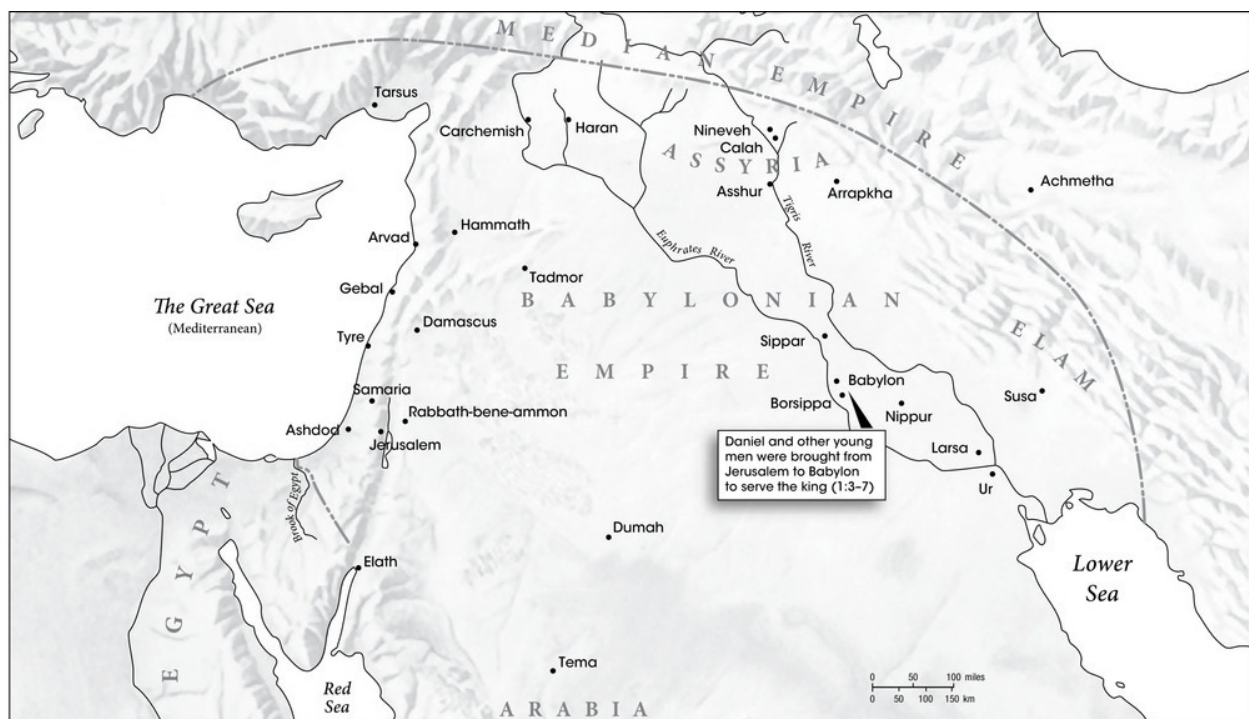 MEDIAN EMPIRE
Tarsus
Carchemish
Haran
Nineveh
Calah
ASSYRIA
Asshur
Arrapkha
Achmetha
Tigris River
Hammath
Arvad
Euphrates River
Tadmor
Gebal
The Great Sea
(Mediterranean)
BABYLONIAN
EMPIRE
Damascus
Tyre
Sippar
ELAM
Samaria
Rabbath-bene-ammon
Babylon
Borsippa
Nippur
Susa
Ashdod
Jerusalem
Daniel and other young
men were brought from
Jerusalem to Babylon
to serve the king (1:3–7)
Larsa
Ur
Brook of Egypt
EGYPT
Dumah
Elath
Lower
Sea
Tema
Red
Sea
ARABIA
0 50 100 miles
0 50 100 150 km